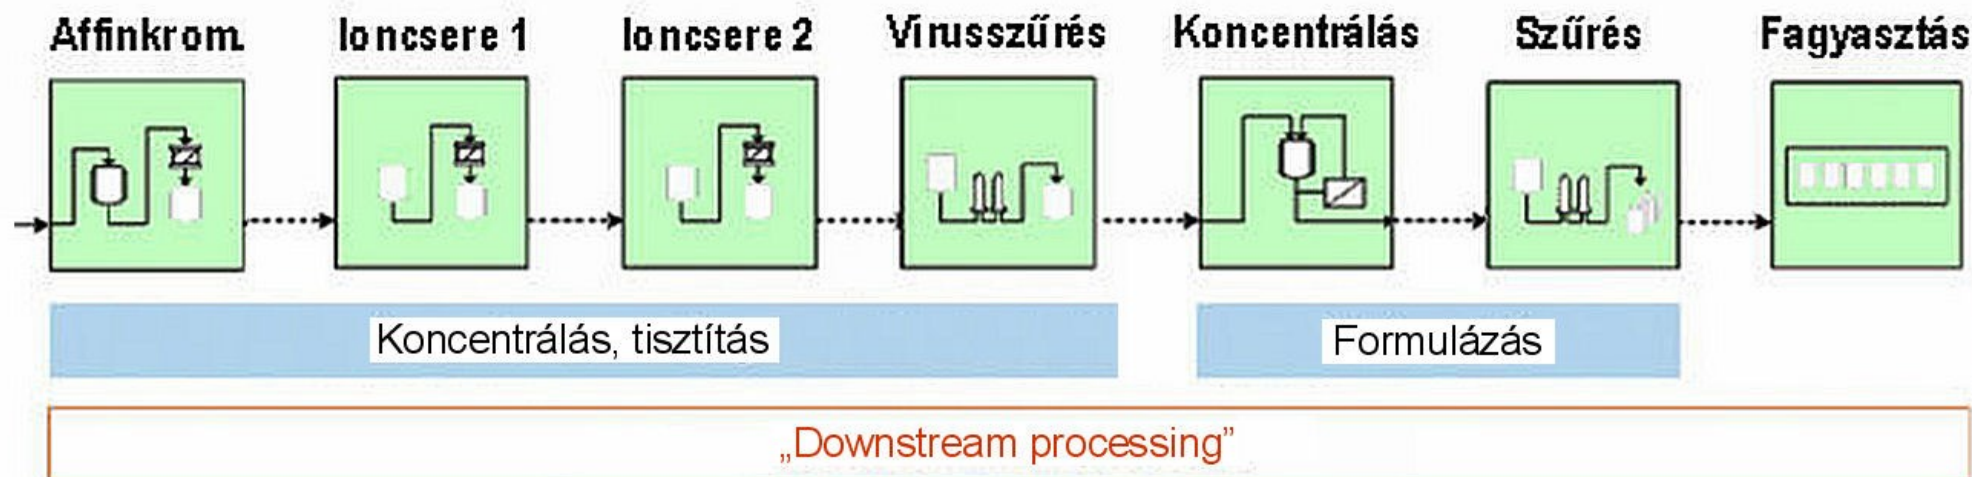 Affinkrom. Ioncsere 1 Ioncsere 2 Vírusszűrés Koncentrálás Szűrés Fagyasztás
Koncentrálás, tisztítás Formulázás
„Downstream processing”